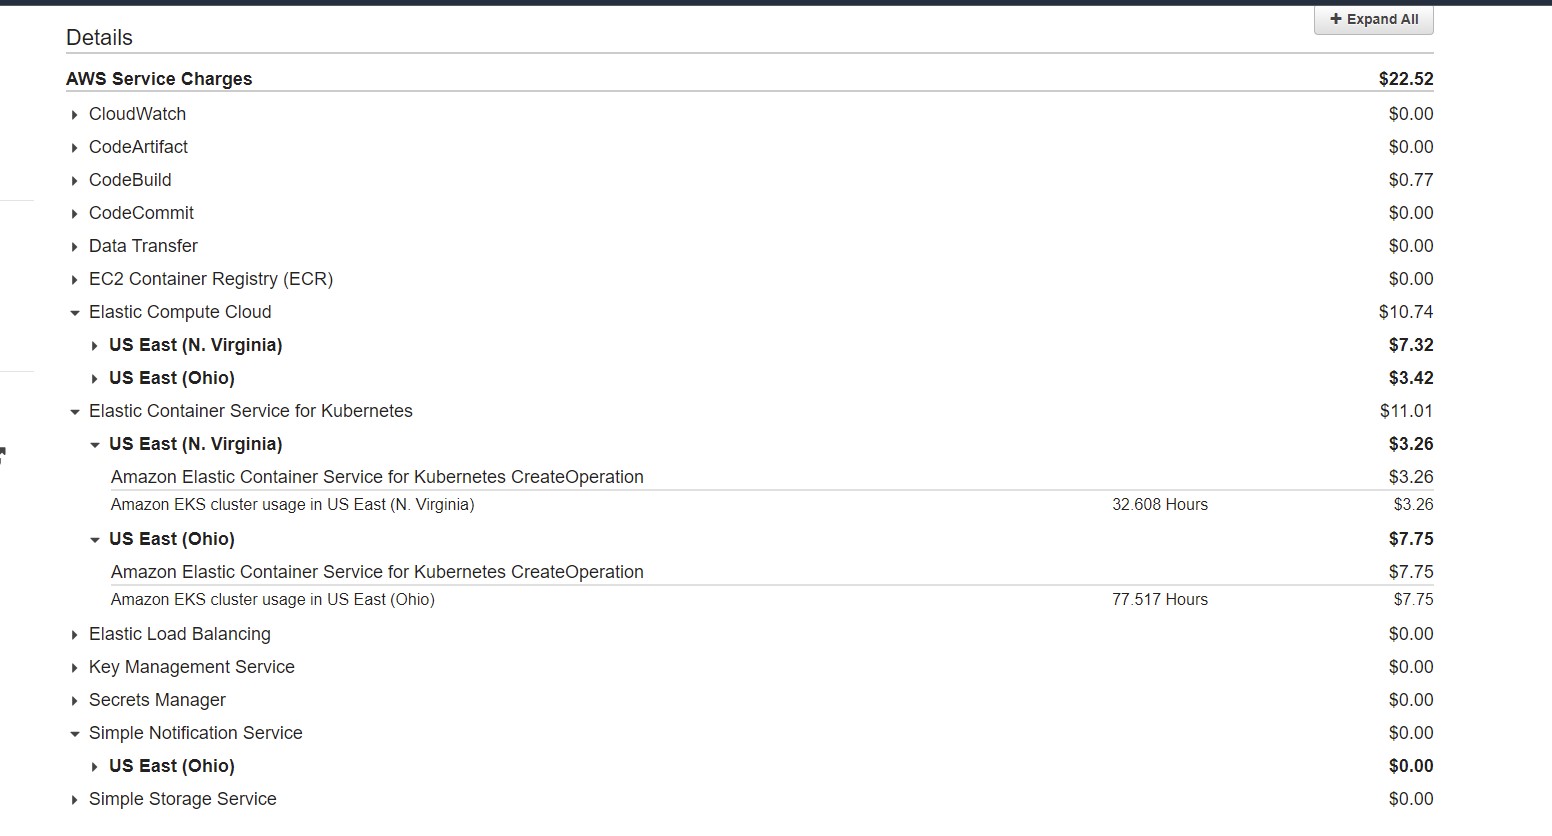 Expand All
Details
AWS Service Charges $22.52
CloudWatch $0.00
CodeArtifact $0.00
CodeBuild $0.77
CodeCommit $0.00
Data Transfer $0.00
EC2 Container Registry (ECR) $0.00
Elastic Compute Cloud $10.74
US East (N. Virginia) $7.32
US East (Ohio) $3.42
Elastic Container Service for Kubernetes $11.01
US East (N. Virginia) $3.26
Amazon Elastic Container Service for Kubernetes CreateOperation $3.26
Amazon EKS cluster usage in US East (N. Virginia) 32.608 Hours $3.26
US East (Ohio) $7.75
Amazon Elastic Container Service for Kubernetes CreateOperation $7.75
Amazon EKS cluster usage in US East (Ohio) 77.517 Hours $7.75
Elastic Load Balancing $0.00
Key Management Service $0.00
Secrets Manager $0.00
Simple Notification Service $0.00
US East (Ohio) $0.00
Simple Storage Service $0.00